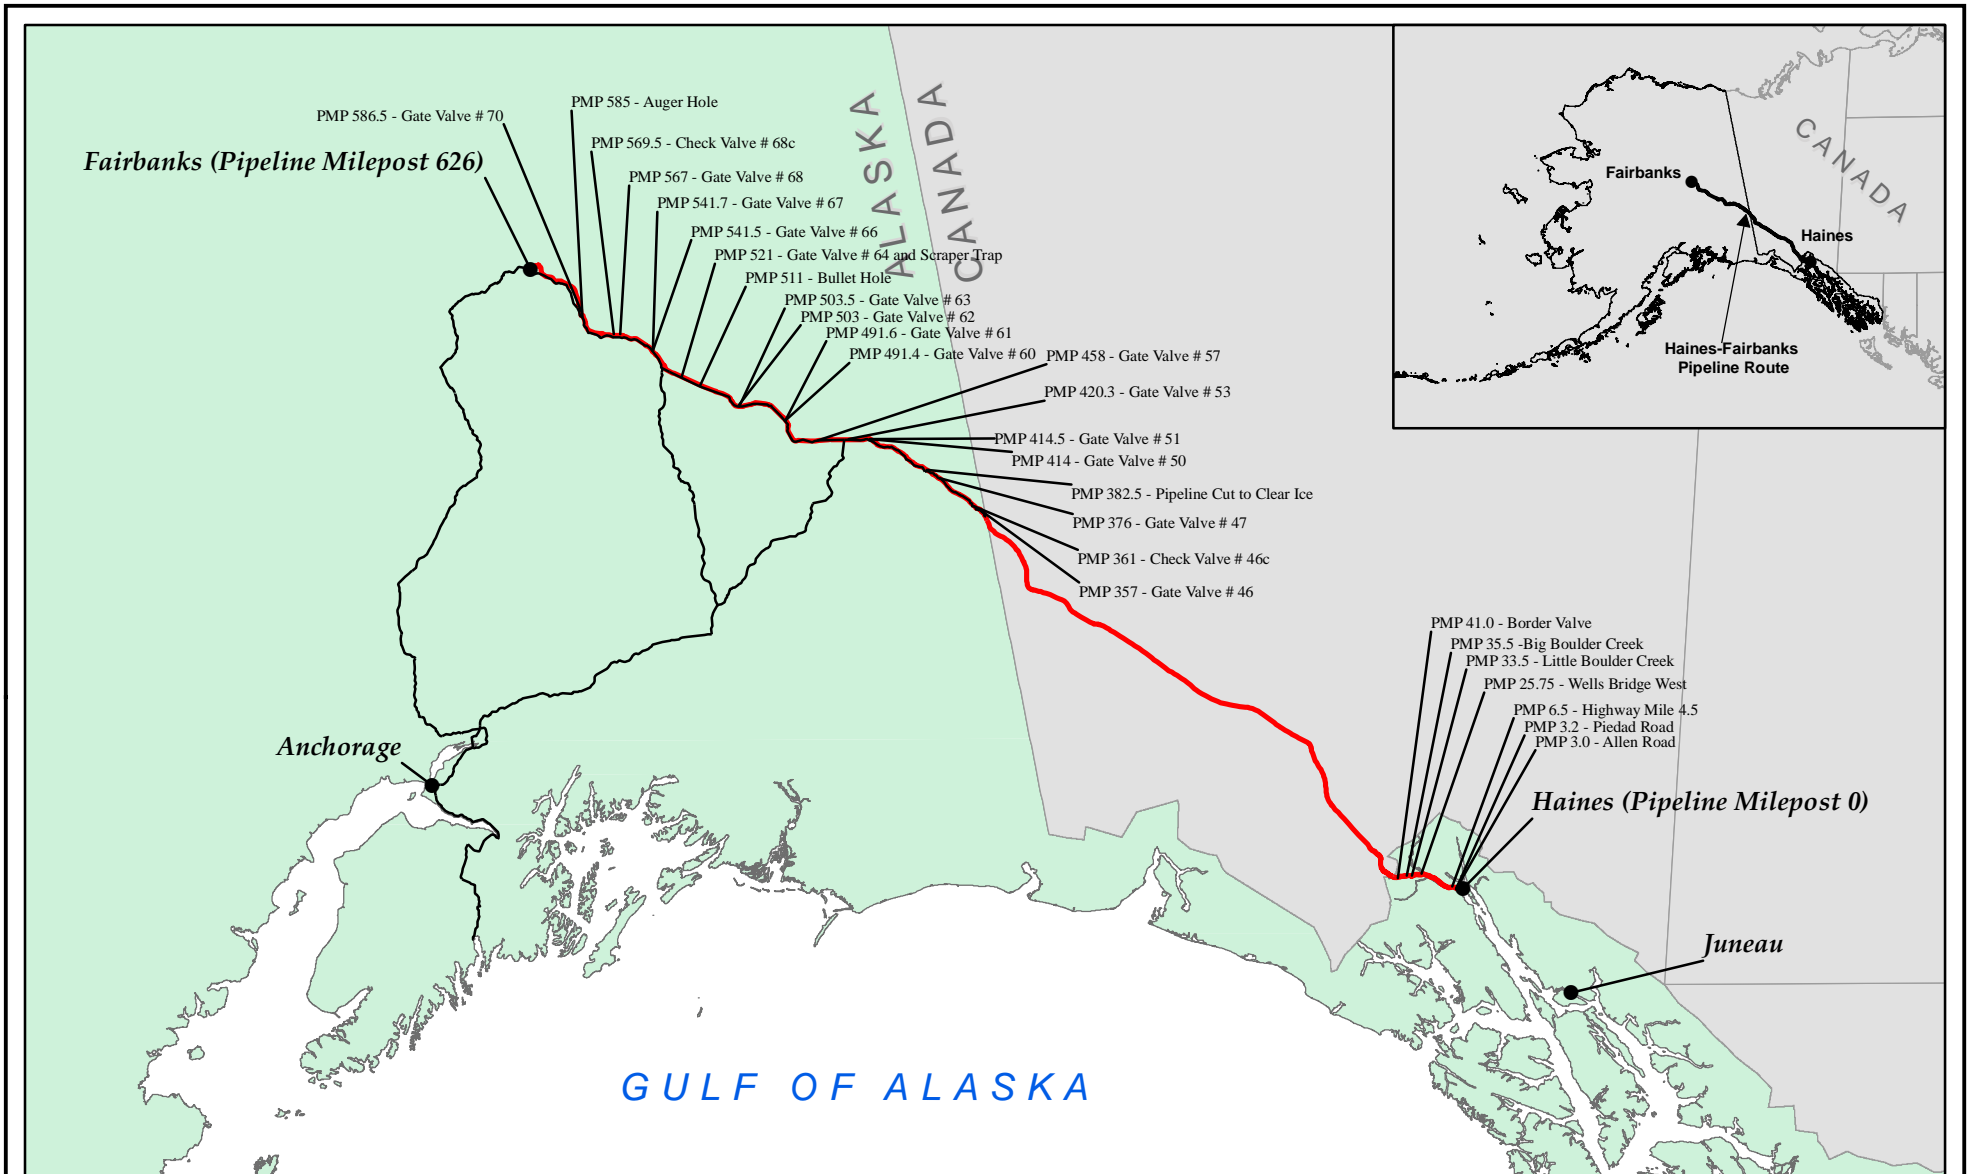 PMP 585 - Auger Hole
PMP 586.5 - Gate Valve # 70
PMP 569.5 - Check Valve # 68c
Fairbanks (Pipeline Milepost 626)
PMP 567 - Gate Valve # 68
PMP 541.7 - Gate Valve # 67
PMP 541.5 - Gate Valve # 66
PMP 521 - Gate Valve # 64 and Scraper Trap
PMP 511 - Bullet Hole
PMP 503.5 - Gate Valve # 63
PMP 503 - Gate Valve # 62
PMP 491.6 - Gate Valve # 61
PMP 491.4 - Gate Valve # 60
PMP 458 - Gate Valve # 57
PMP 420.3 - Gate Valve # 53
PMP 414.5 - Gate Valve # 51
PMP 414 - Gate Valve # 50
PMP 382.5 - Pipeline Cut to Clear Ice
PMP 376 - Gate Valve # 47
PMP 361 - Check Valve # 46c
PMP 357 - Gate Valve # 46
ALASKA
CANADA
CANADA
Fairbanks
Haines
Haines-Fairbanks
Pipeline Route
PMP 41.0 - Border Valve
PMP 35.5 -Big Boulder Creek
PMP 33.5 - Little Boulder Creek
PMP 25.75 - Wells Bridge West
PMP 6.5 - Highway Mile 4.5
PMP 3.2 - Piedad Road
PMP 3.0 - Allen Road
Anchorage
Haines (Pipeline Milepost 0)
Juneau
GULF OF ALASKA